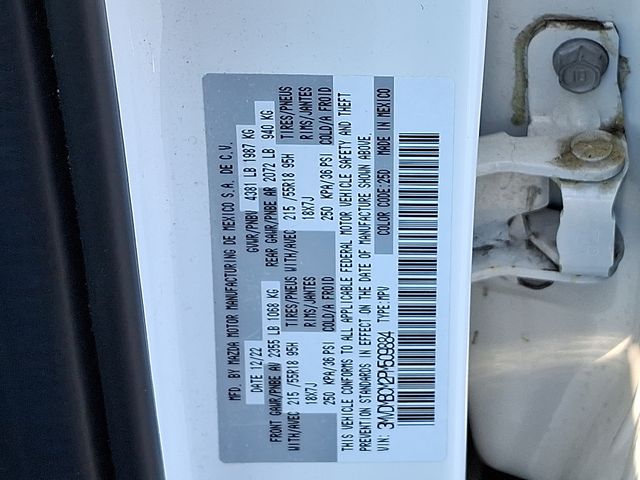 MFD. BY MAZDA MOTOR MANUFACTURING DE MEXICO S.A. DE C.V.
DATE 12/22 GVWR/PNBV 4381 LB 1987 KG
FRONT GAWR/PNBE AV 2355 LB 1068 KG REAR GAWR/PNBE AR 2072 LB 940 KG
WITH/AVEC TIRES/PNEUS WITH/AVEC TIRES/PNEUS
215 /55R18 95H RIMS/JANTES 215 /55R18 95H RIMS/JANTES
18X7J COLD/A FROID 18X7J COLD/A FROID
250 KPA/36 PSI 250 KPA/36 PSI
THIS VEHICLE CONFORMS TO ALL APPLICABLE FEDERAL MOTOR VEHICLE SAFETY AND THEFT
PREVENTION STANDARDS IN EFFECT ON THE DATE OF MANUFACTURE SHOWN ABOVE.
VIN: TYPE:MPV COLOR CODE:25D MADE IN MEXICO